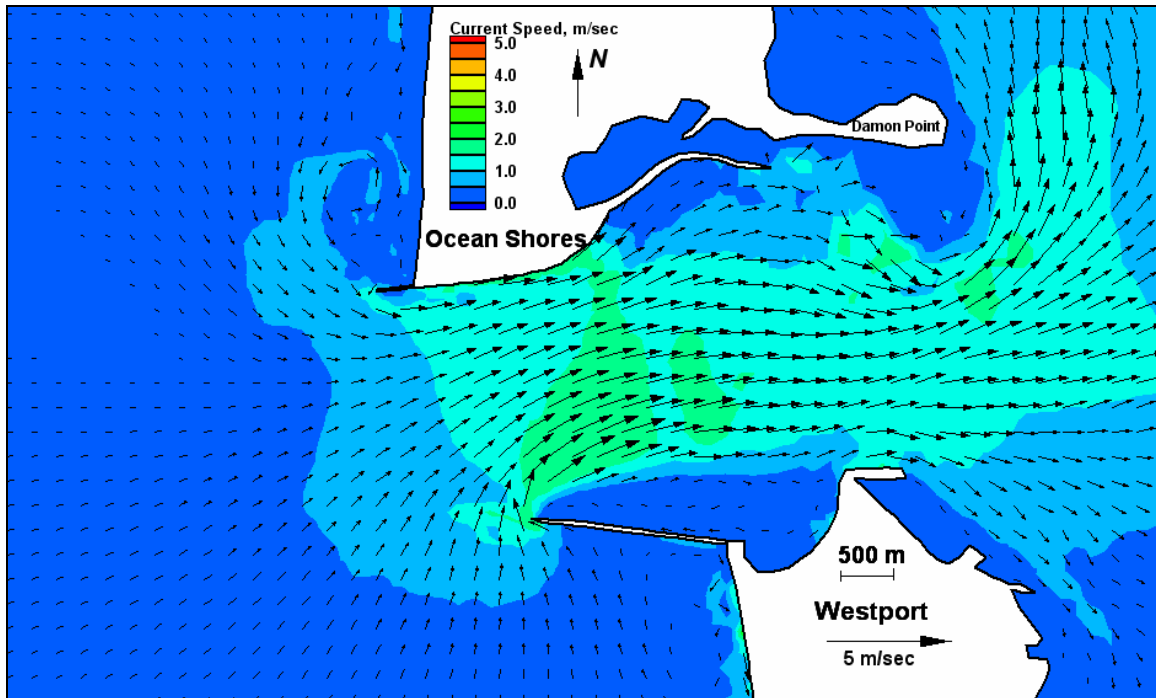 Current Speed, m/sec
5.0
4.0
3.0
2.0
1.0
0.0
N
Damon Point
Ocean Shores
500 m
Westport
5 m/sec